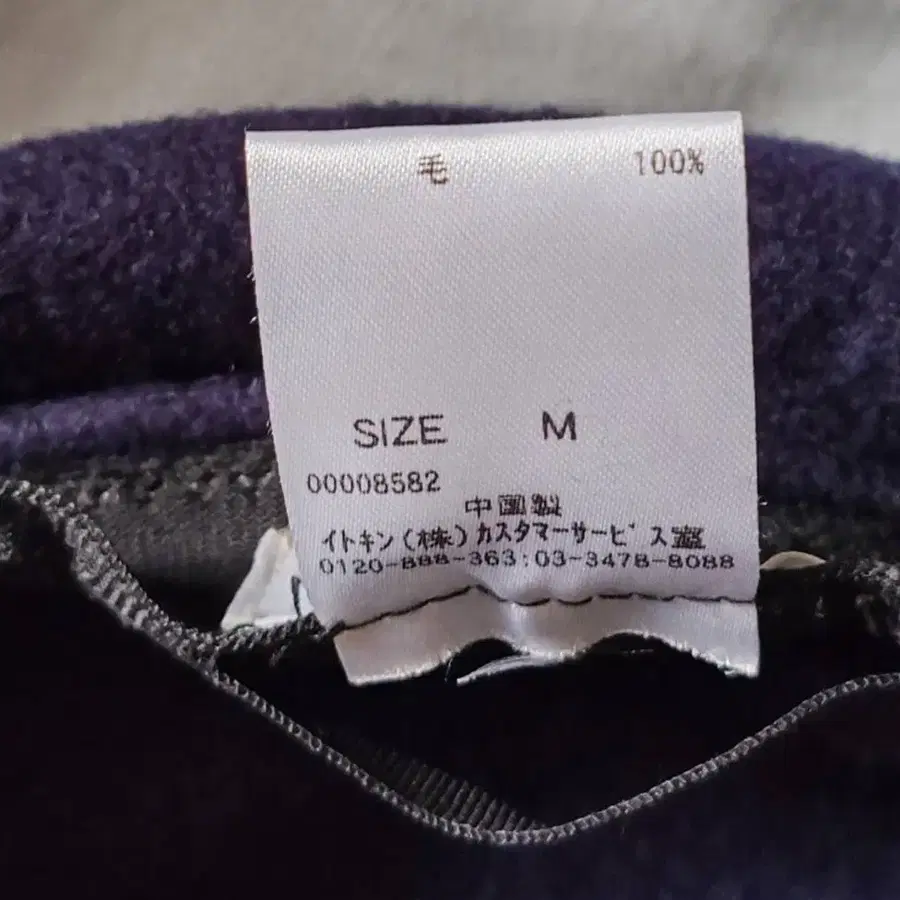 毛 100%
SIZE M
00008582
中国製
イトキン(株)カスタマーサービス室
0120-888-363:03-3478-8088